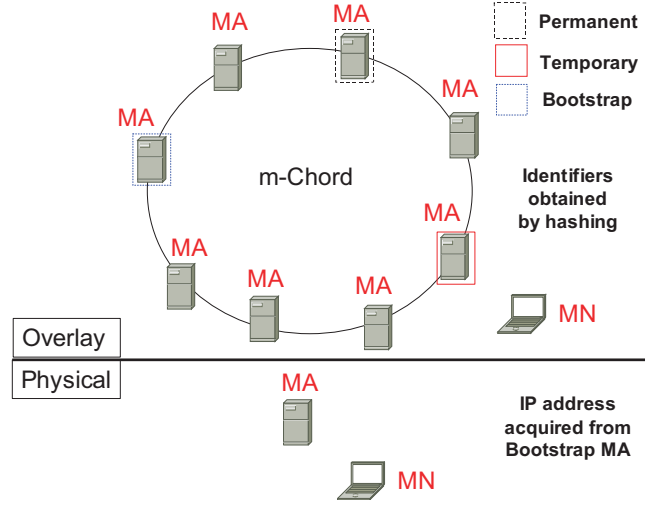 MA
Permanent
MA
Temporary
MA
Bootstrap
MA
m-Chord
Identifiers
obtained
by hashing
MA
MA
MA
MA
MN
Overlay
Physical
MA
IP address
acquired from
Bootstrap MA
MN